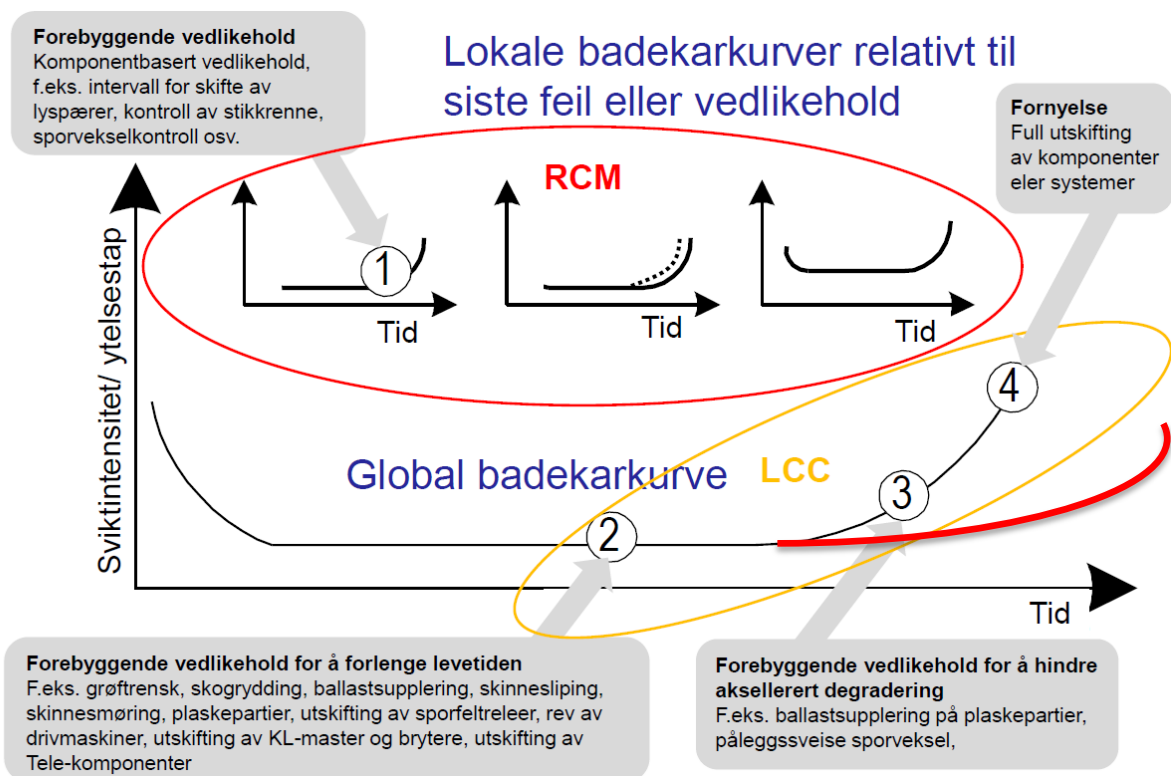 Forebyggende vedlikehold
Komponentbasert vedlikehold,
f.eks. intervall for skifte av
lyspærer, kontroll av stikkrenne,
sporvekselkontroll osv.
Lokale badekarkurver relativt til
siste feil eller vedlikehold
Fornyelse
Full utskifting
av komponenter
eler systemer
RCM
1
Tid
Tid
Tid
Sviktintensitet/ ytelsestap
4
Global badekarkurve
LCC
3
2
Tid
Forebyggende vedlikehold for å forlenge levetiden
F.eks. grøftrensk, skogrydding, ballastsupplering, skinnesliping,
skinnesmøring, plaskepartier, utskifting av sporfeltreleer, rev av
drivmaskiner, utskifting av KL-master og brytere, utskifting av
Tele-komponenter
Forebyggende vedlikehold for å hindre
aksellerert degradering
F.eks. ballastsupplering på plaskepartier,
påleggssveise sporveksel,